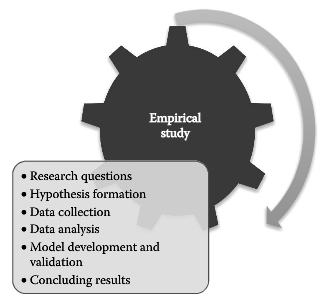 Empirical
study
• Research questions
• Hypothesis formation
• Data collection
• Data analysis
• Model development and
validation
• Concluding results